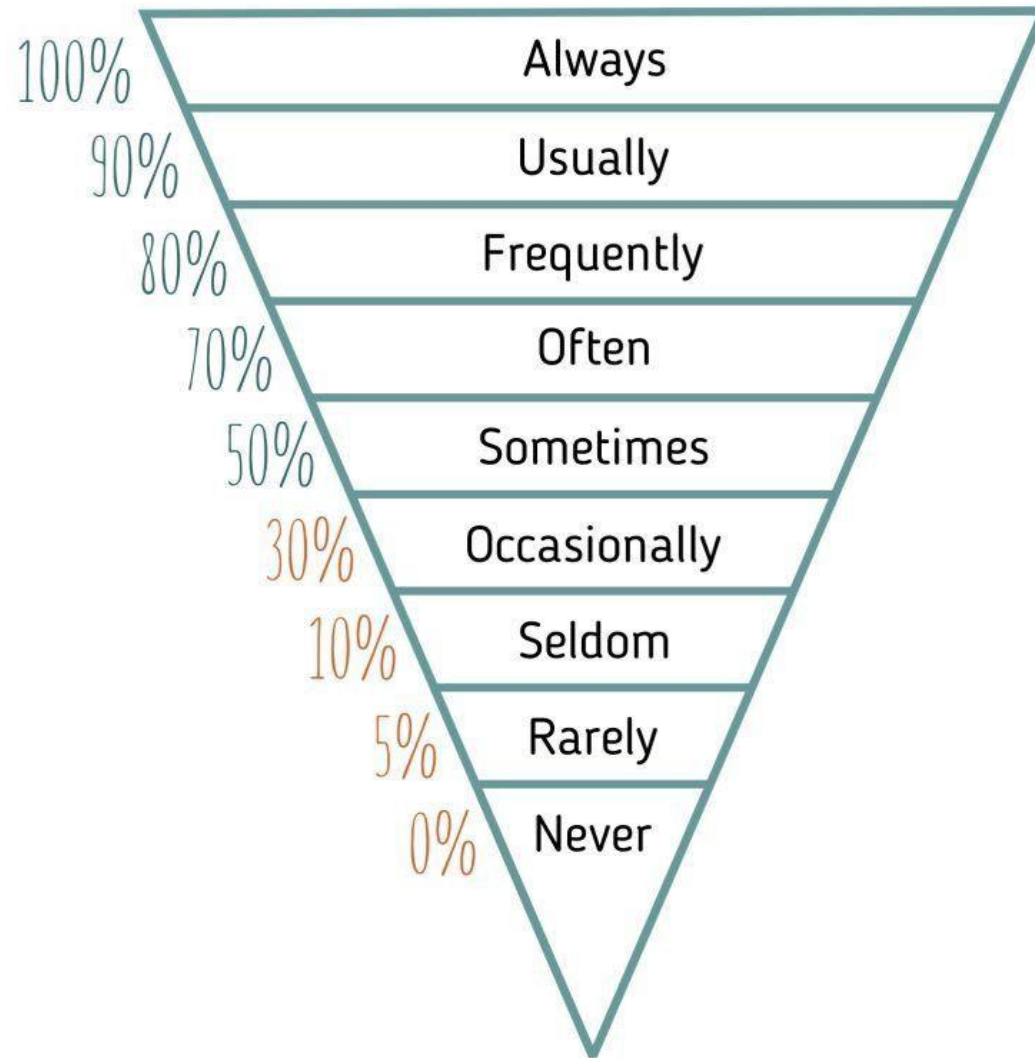 100% Always
90% Usually
80% Frequently
70% Often
50% Sometimes
30% Occasionally
10% Seldom
5% Rarely
0% Never